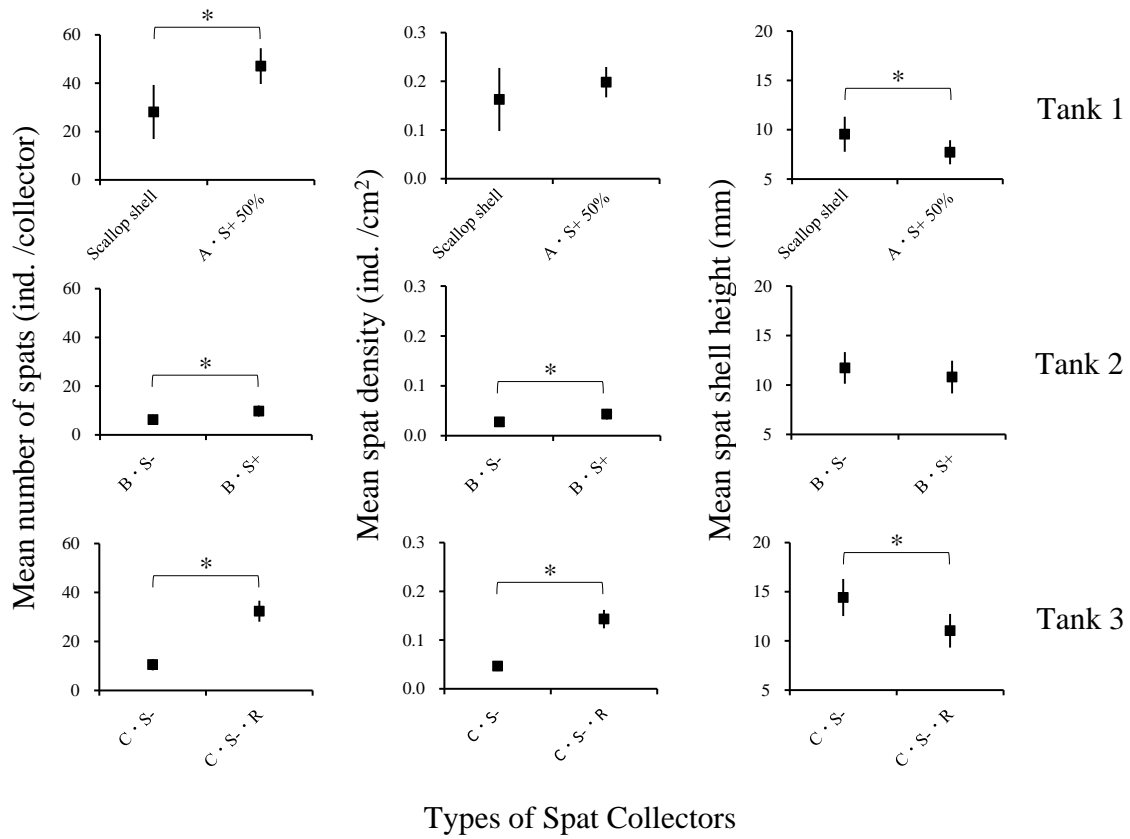 Mean number of spats (ind. /collector)
Mean spat density (ind. /cm²)
Mean spat shell height (mm)
60
40
20
0
*
Scallop shell
A・S+ 50%
0.3
0.2
0.1
0.0
Scallop shell
A・S+ 50%
20
15
10
5
*
Scallop shell
A・S+ 50%
Tank 1
60
40
20
0
*
B・S-
B・S+
0.3
0.2
0.1
0.0
*
B・S-
B・S+
20
15
10
5
B・S-
B・S+
Tank 2
60
40
20
0
*
C・S-
C・S-・R
0.3
0.2
0.1
0.0
*
C・S-
C・S-・R
20
15
10
5
*
C・S-
C・S-・R
Tank 3
Types of Spat Collectors